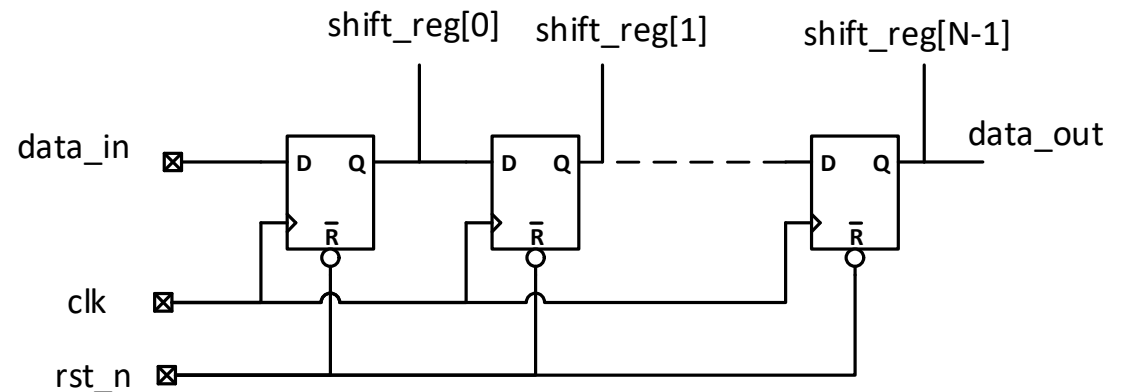 shift_reg[0] shift_reg[1] shift_reg[N-1]
data_in D Q D Q D Q data_out
R R R
clk
rst_n